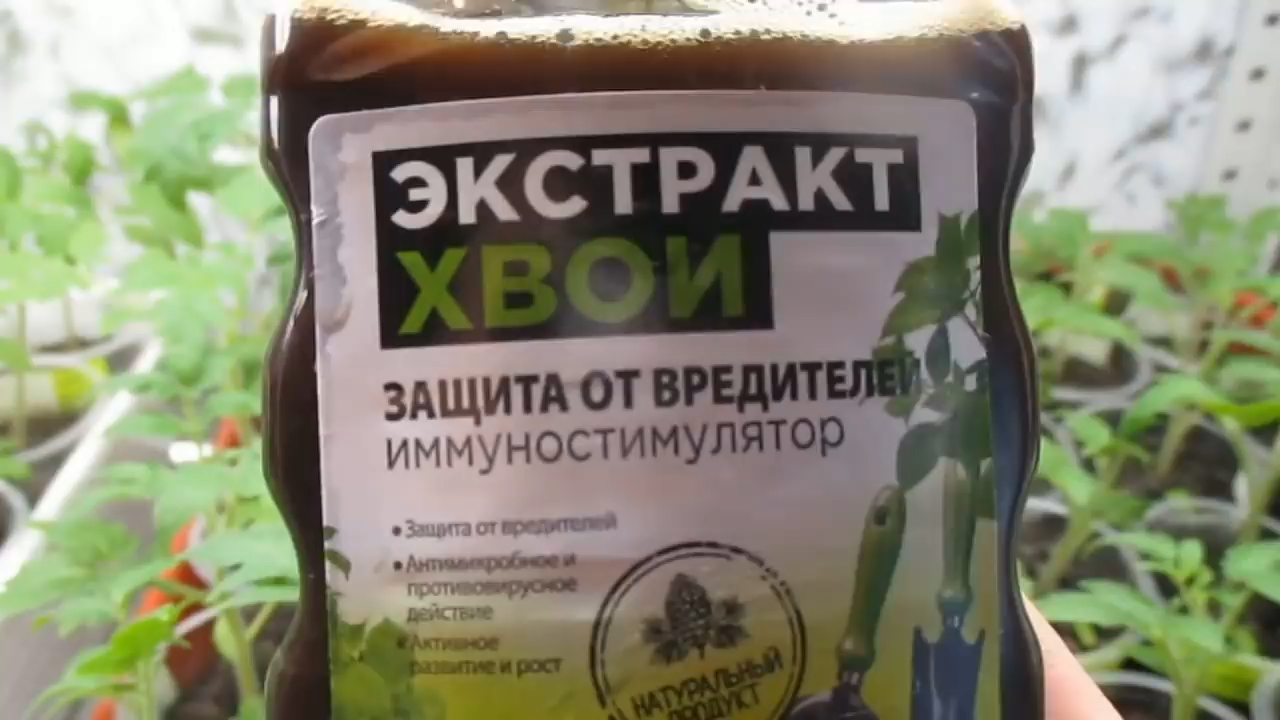 ЭКСТРАКТ
ХВОИ
ЗАЩИТА ОТ ВРЕДИТЕЛЕЙ
иммуностимулятор
• Защита от вредителей
• Антимикробное и
противовирусное
действие
• Активное
развитие и рост
НАТУРАЛЬНЫЙ
ПРОДУКТ